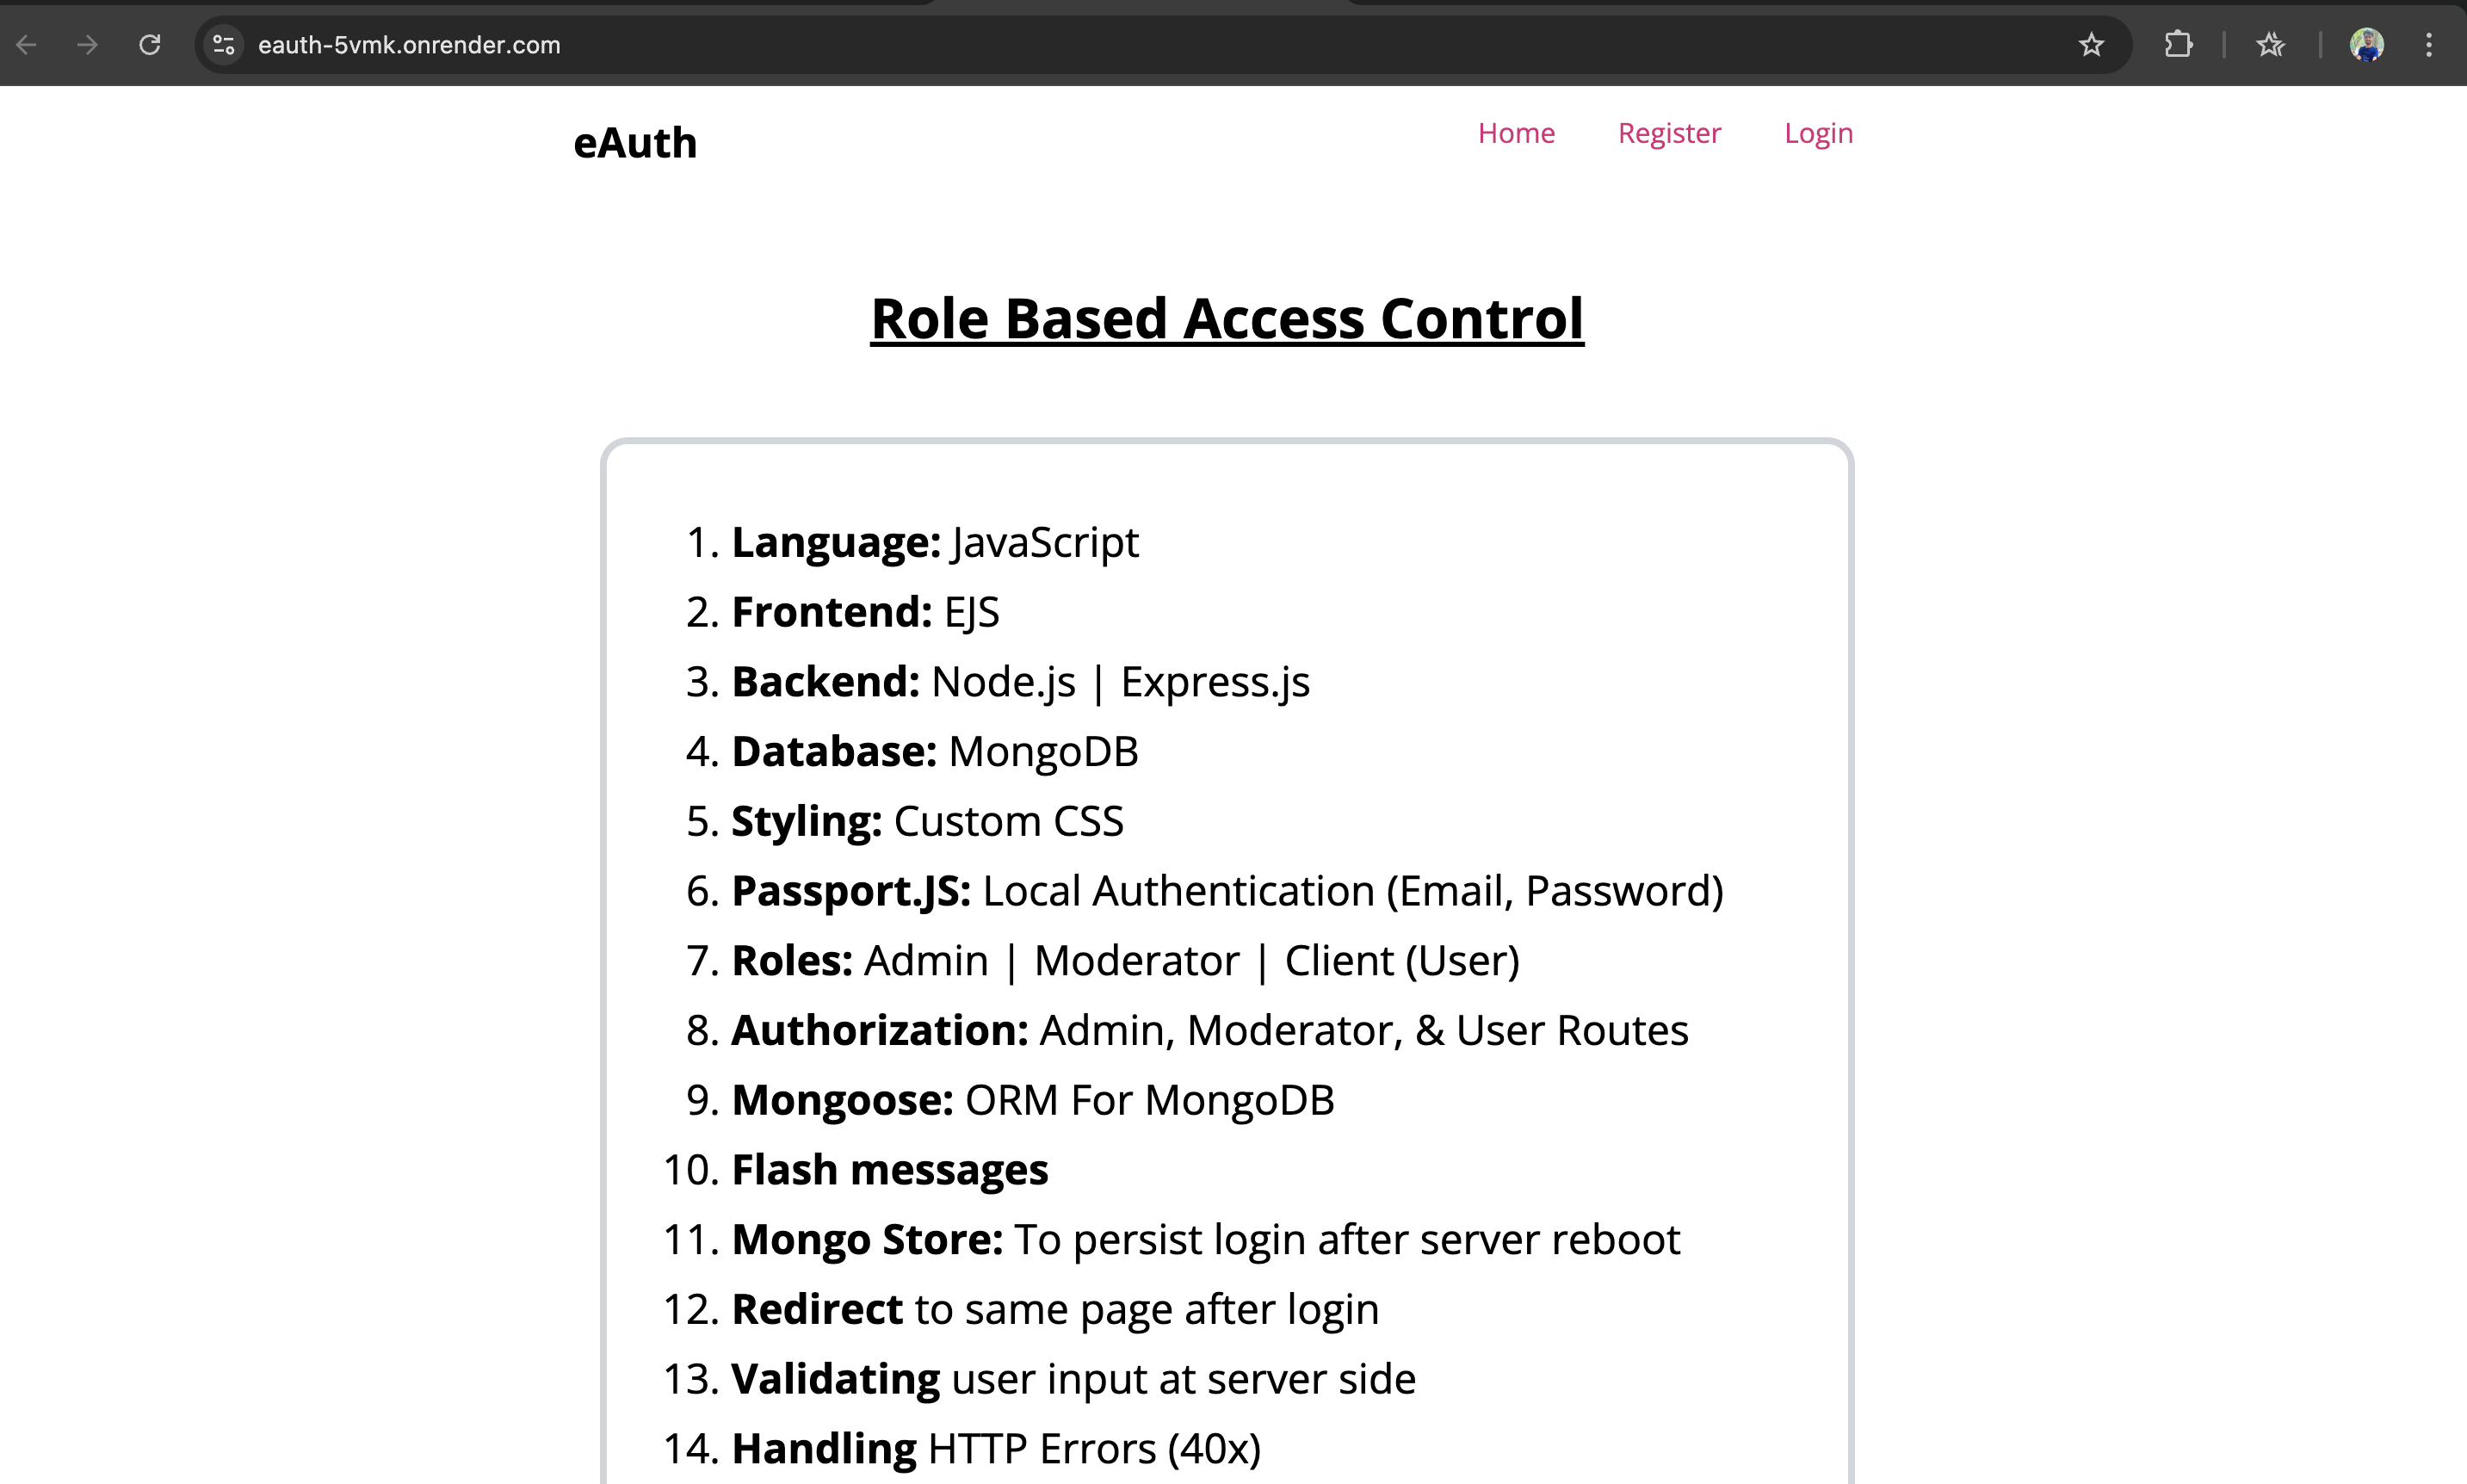 eauth-5vmk.onrender.com
eAuth
Home Register Login
Role Based Access Control
1. Language: JavaScript
2. Frontend: EJS
3. Backend: Node.js | Express.js
4. Database: MongoDB
5. Styling: Custom CSS
6. Passport.JS: Local Authentication (Email, Password)
7. Roles: Admin | Moderator | Client (User)
8. Authorization: Admin, Moderator, & User Routes
9. Mongoose: ORM For MongoDB
10. Flash messages
11. Mongo Store: To persist login after server reboot
12. Redirect to same page after login
13. Validating user input at server side
14. Handling HTTP Errors (40x)